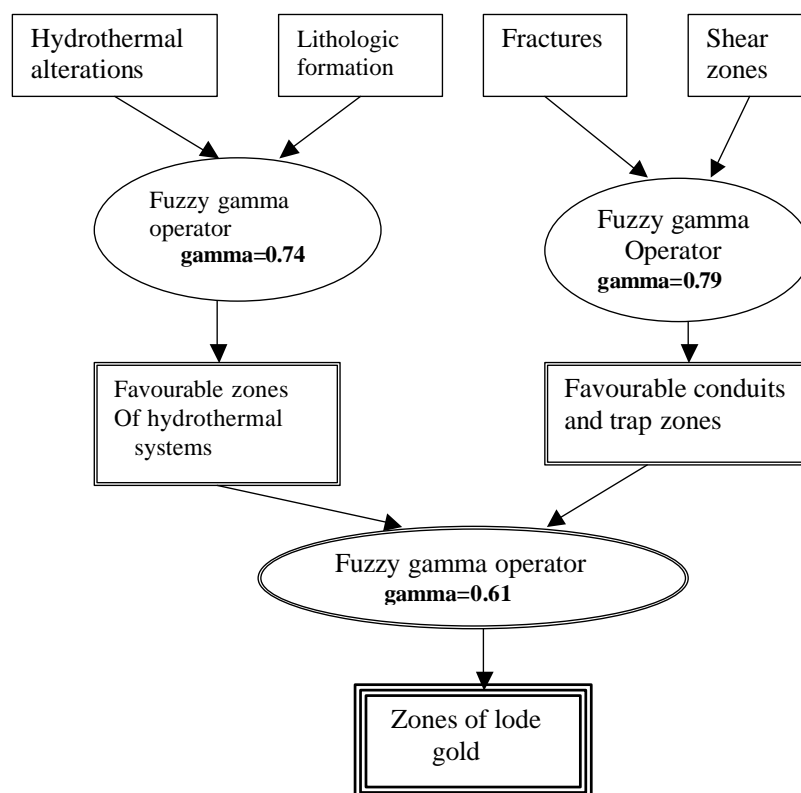 Hydrothermal
alterations
Lithologic
formation
Fractures
Shear
zones
Fuzzy gamma
operator
gamma=0.74
Fuzzy gamma
Operator
gamma=0.79
Favourable zones
Of hydrothermal
systems
Favourable conduits
and trap zones
Fuzzy gamma operator
gamma=0.61
Zones of lode
gold